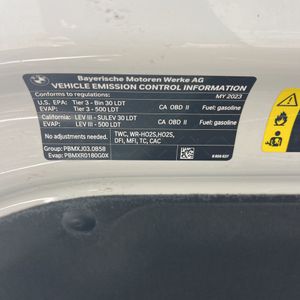 Bayerische Motoren Werke AG
VEHICLE EMISSION CONTROL INFORMATION
Conforms to regulations: MY 2023
U.S. EPA: Tier 3 - Bin 30 LDT
EVAP: Tier 3 - 500 LDT CA OBD II Fuel: gasoline
California: LEV III - SULEV 30 LDT
EVAP: LEV III - 500 LDT CA OBD II Fuel: gasoline
No adjustments needed. TWC, WR-HO2S,HO2S,
DFI, MFI, TC, CAC
Group: PBMXJ03.0B58
Evap: PBMXR0180G0X